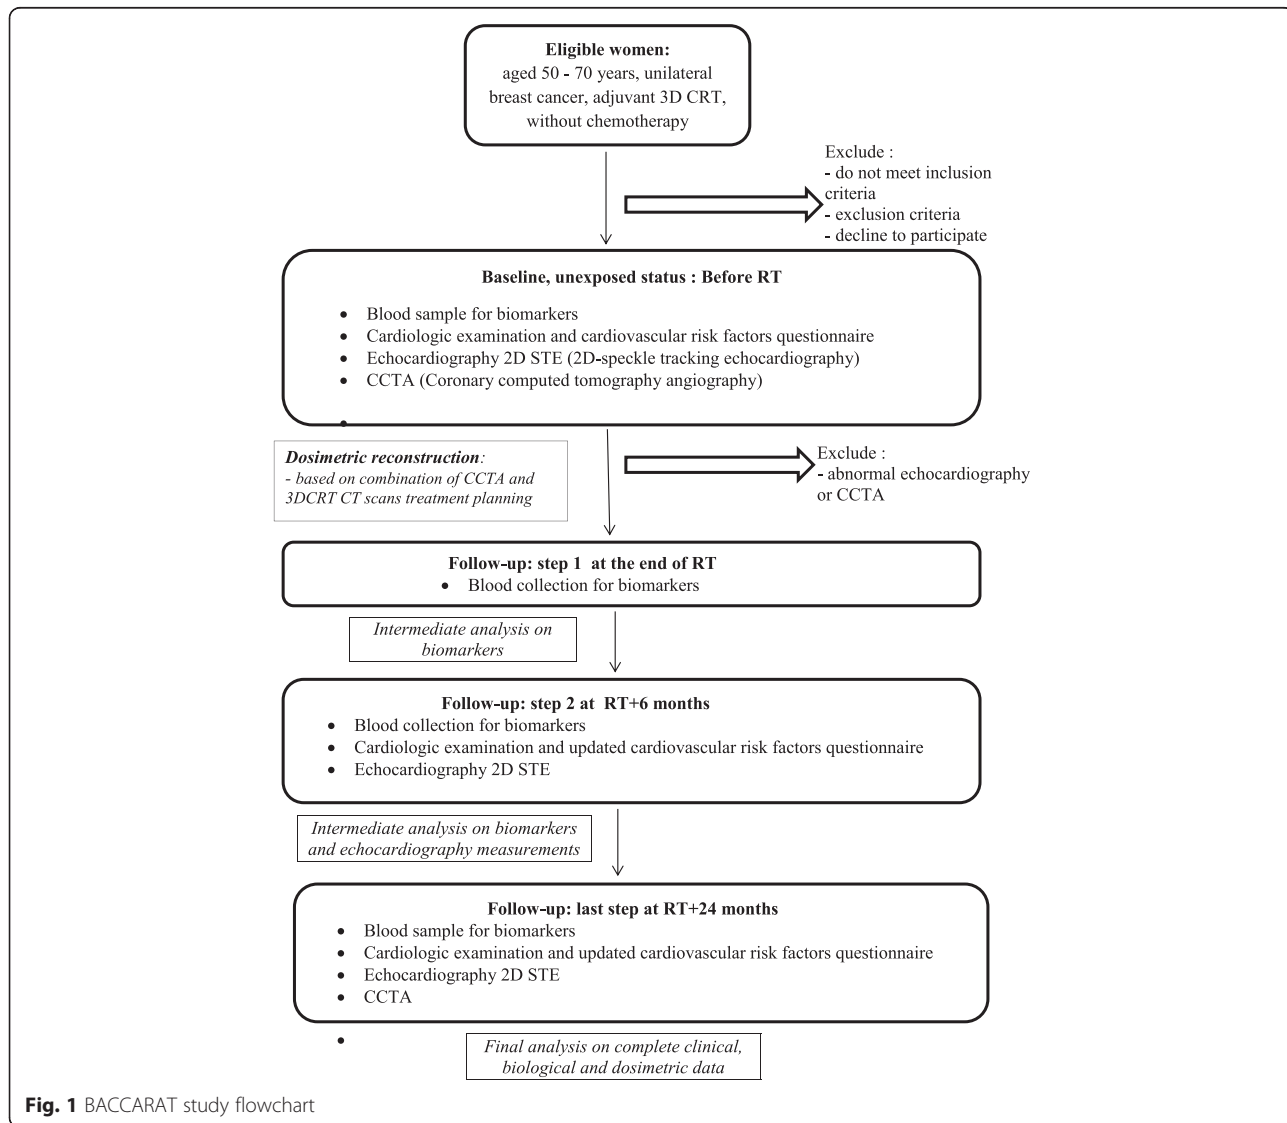 Eligible women:
aged 50 - 70 years, unilateral
breast cancer, adjuvant 3D CRT,
without chemotherapy
Exclude :
- do not meet inclusion
criteria
- exclusion criteria
- decline to participate
Baseline, unexposed status : Before RT
• Blood sample for biomarkers
• Cardiologic examination and cardiovascular risk factors questionnaire
• Echocardiography 2D STE (2D-speckle tracking echocardiography)
• CCTA (Coronary computed tomography angiography)
•
Dosimetric reconstruction:
- based on combination of CCTA and
3DCRT CT scans treatment planning
Exclude :
- abnormal echocardiography
or CCTA
Follow-up: step 1 at the end of RT
• Blood collection for biomarkers
Intermediate analysis on
biomarkers
Follow-up: step 2 at RT+6 months
• Blood collection for biomarkers
• Cardiologic examination and updated cardiovascular risk factors questionnaire
• Echocardiography 2D STE
Intermediate analysis on biomarkers
and echocardiography measurements
Follow-up: last step at RT+24 months
• Blood sample for biomarkers
• Cardiologic examination and updated cardiovascular risk factors questionnaire
• Echocardiography 2D STE
• CCTA
•
Final analysis on complete clinical,
biological and dosimetric data
Fig. 1 BACCARAT study flowchart